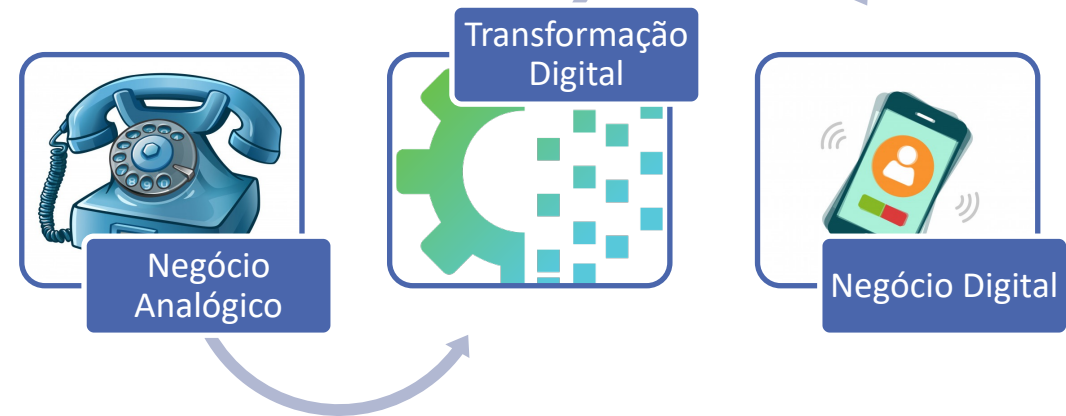 Negócio
Analógico
Transformação
Digital
Negócio Digital